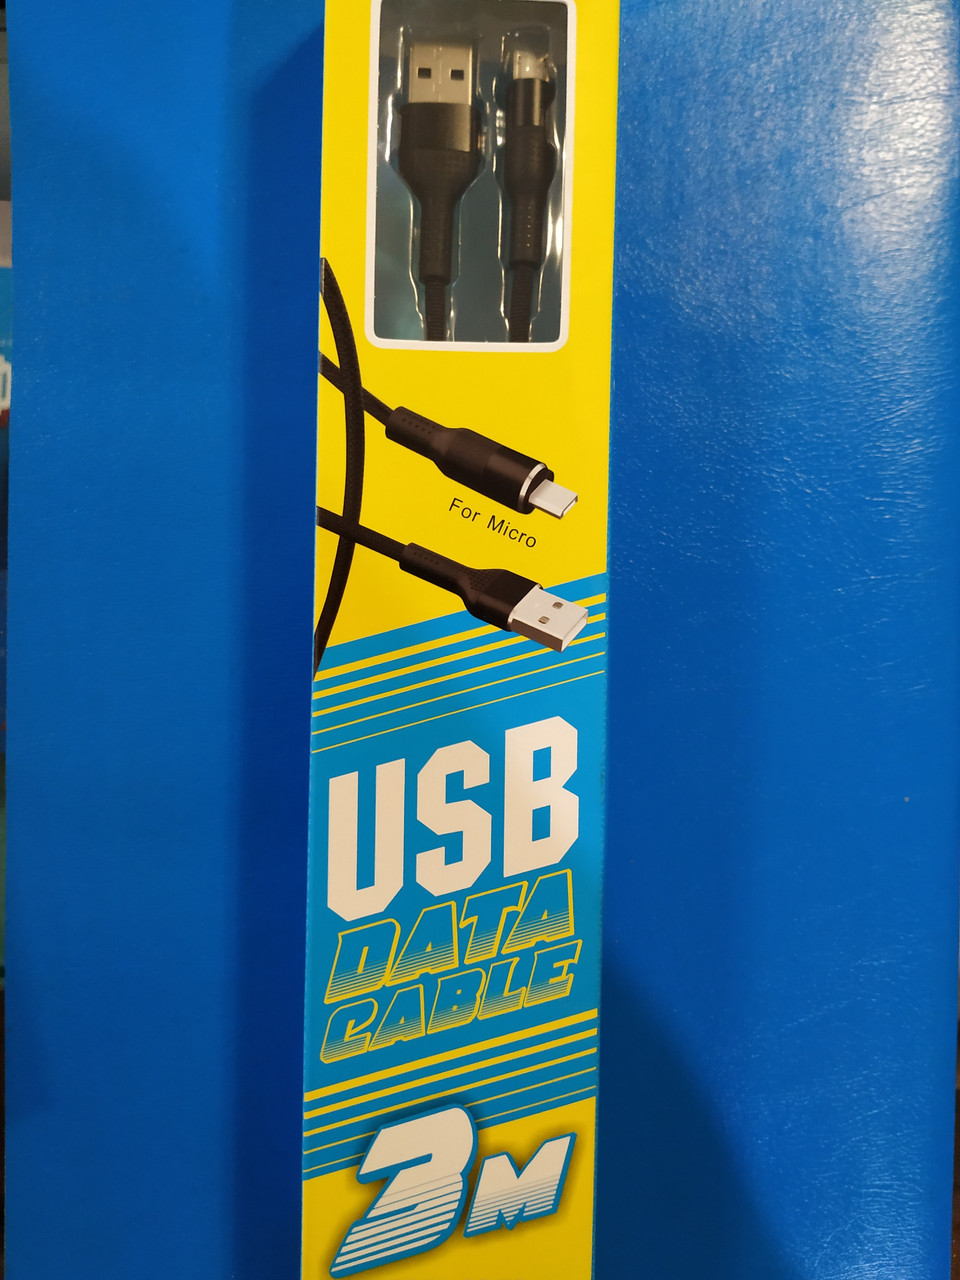 For Micro
USB
DATA
CABLE
3M